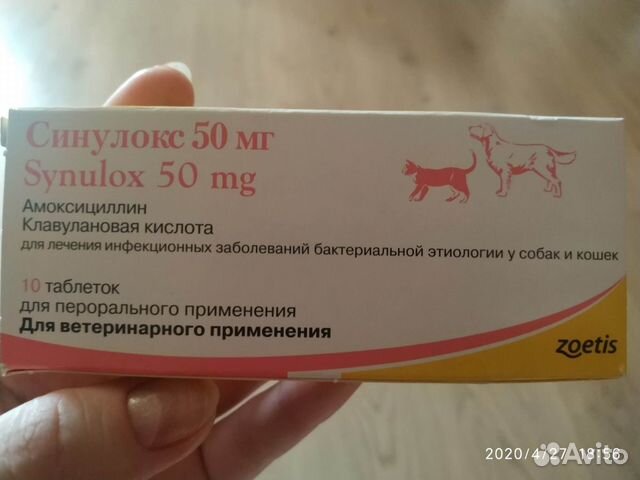 Синулокс 50 мг
Synulox 50 mg
Амоксициллин
Клавулановая кислота
для лечения инфекционных заболеваний бактериальной этиологии у собак и кошек
10 таблеток
для перорального применения
Для ветеринарного применения
zoetis
2020/4/27 18:56
Avito